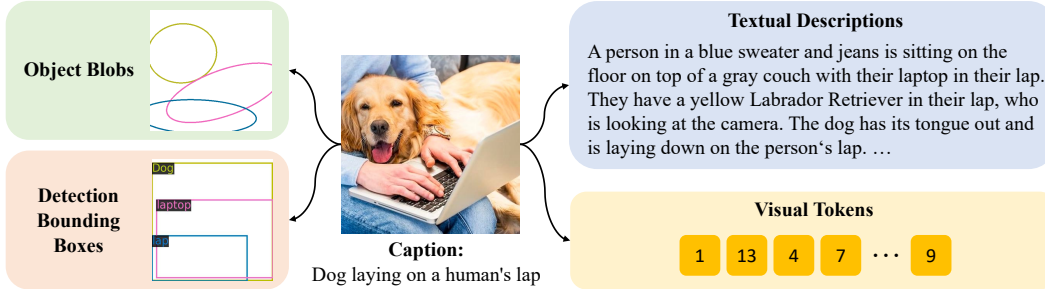 Object Blobs
Detection
Bounding
Boxes
Dog
laptop
lap
Caption:
Dog laying on a human's lap
Textual Descriptions
A person in a blue sweater and jeans is sitting on the
floor on top of a gray couch with their laptop in their lap.
They have a yellow Labrador Retriever in their lap, who
is looking at the camera. The dog has its tongue out and
is laying down on the person‘s lap. …
Visual Tokens
1 13 4 7 ··· 9